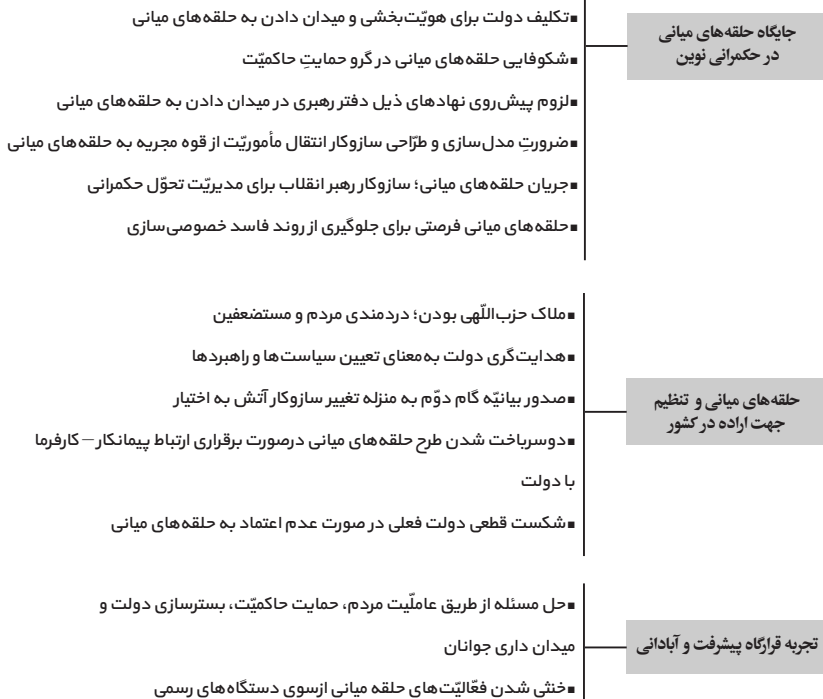 جایگاه حلقه‌های میانی
در حکمرانی نوین
▪تکلیف دولت برای هویّت‌بخشی و میدان دادن به حلقه‌های میانی
▪شکوفایی حلقه‌های میانی در گرو حمایتِ حاکمیّت
▪لزوم پیش‌روی نهادهای ذیل دفتر رهبری در میدان دادن به حلقه‌های میانی
▪ضرورتِ مدل‌سازی و طرّاحی سازوکار انتقال مأموریّت از قوه مجریه به حلقه‌های میانی
▪جریان حلقه‌های میانی؛ سازوکار رهبر انقلاب برای مدیریّت تحوّل حکمرانی
▪حلقه‌های میانی فرصتی برای جلوگیری از روند فاسد خصوصی‌سازی
حلقه‌های میانی و تنظیم
جهت اراده در کشور
▪ملاک حزب‌اللّهی بودن؛ دردمندی مردم و مستضعفین
▪هدایت‌گری دولت به‌معنای تعیین سیاست‌ها و راهبردها
▪صدور بیانیّه گام دوّم به منزله تغییر سازوکار آتش به اختیار
▪دوسرباخت شدن طرح حلقه‌های میانی درصورت برقراری ارتباط پیمانکار – کارفرما
با دولت
▪شکست قطعی دولت فعلی در صورت عدم اعتماد به حلقه‌های میانی
تجربه قرارگاه پیشرفت و آبادانی
▪حل مسئله از طریق عاملّیت مردم، حمایت حاکمیّت، بسترسازی دولت و
میدان داری جوانان
▪خنثی شدن فعّالیّت‌های حلقه میانی ازسوی دستگاه‌های رسمی